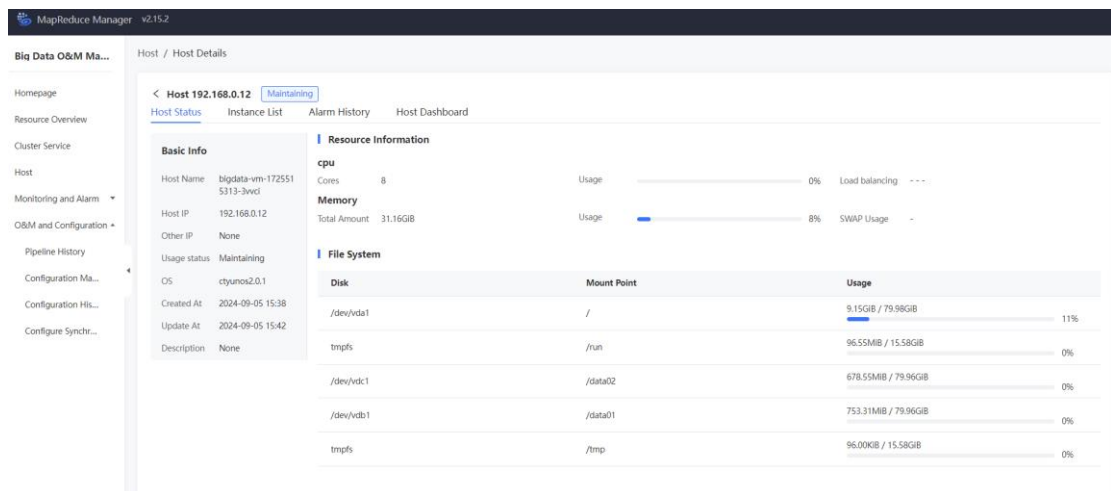 MapReduce Manager v2.15.2
Big Data O&M Ma...
Homepage
Resource Overview
Cluster Service
Host
Monitoring and Alarm
O&M and Configuration
Pipeline History
Configuration Ma...
Configuration His...
Configure Synchr...
Host / Host Details
< Host 192.168.0.12 Maintaining
Host Status Instance List Alarm History Host Dashboard
Basic Info
Host Name bigdata-vm-172551
5313-3vvci
Host IP 192.168.0.12
Other IP None
Usage status Maintaining
OS ctyunos2.0.1
Created At 2024-09-05 15:38
Update At 2024-09-05 15:42
Description None
Resource Information
cpu
Cores 8 Usage 0% Load balancing - - -
Memory
Total Amount 31.16GiB Usage 8% SWAP Usage -
File System
Disk Mount Point Usage
/dev/vda1 / 9.15GiB / 79.98GiB 11%
tmpfs /run 96.55MiB / 15.58GiB 0%
/dev/vdc1 /data02 678.55MiB / 79.96GiB 0%
/dev/vdb1 /data01 753.31MiB / 79.96GiB 0%
tmpfs /tmp 96.00KiB / 15.58GiB 0%